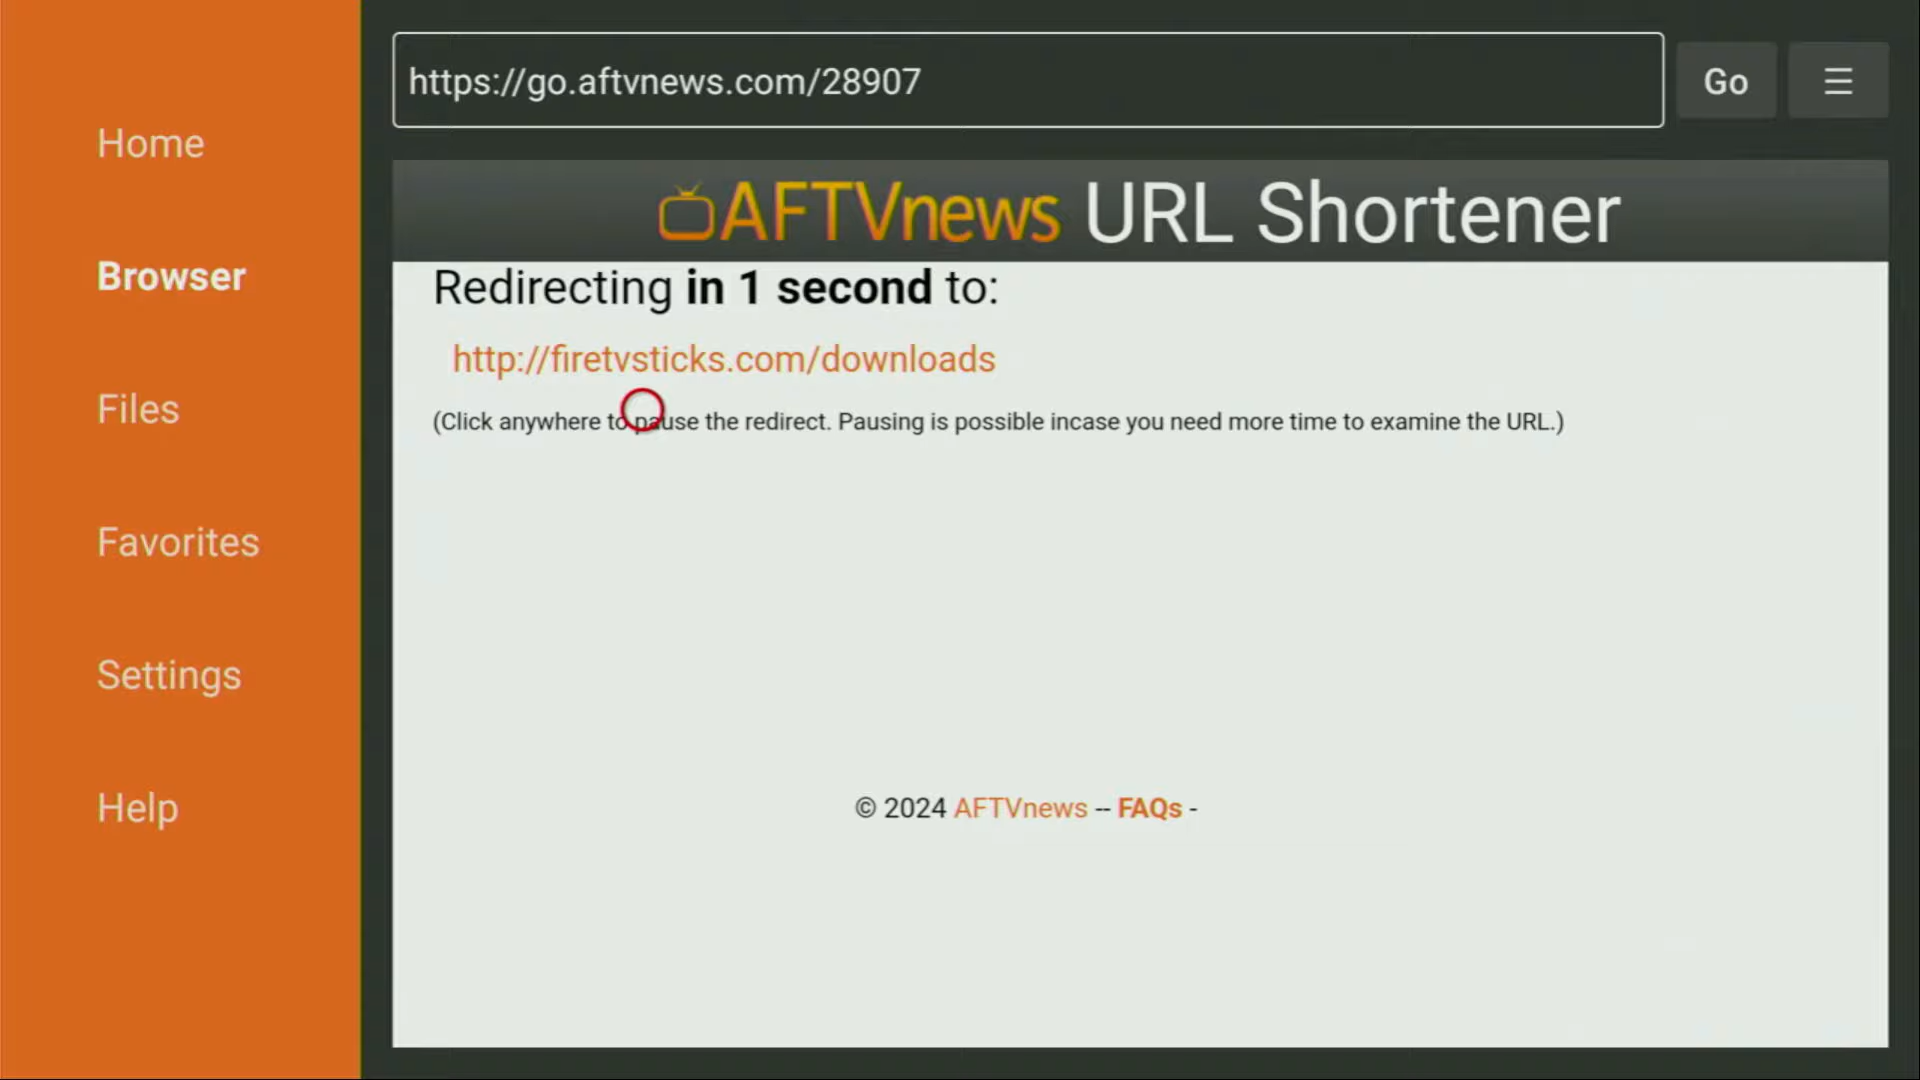 Home
Browser
Files
Favorites
Settings
Help
https://go.aftvnews.com/28907
Go
AFTVnews URL Shortener
Redirecting in 1 second to:
http://firetvsticks.com/downloads
(Click anywhere to pause the redirect. Pausing is possible incase you need more time to examine the URL.)
© 2024 AFTVnews -- FAQs -